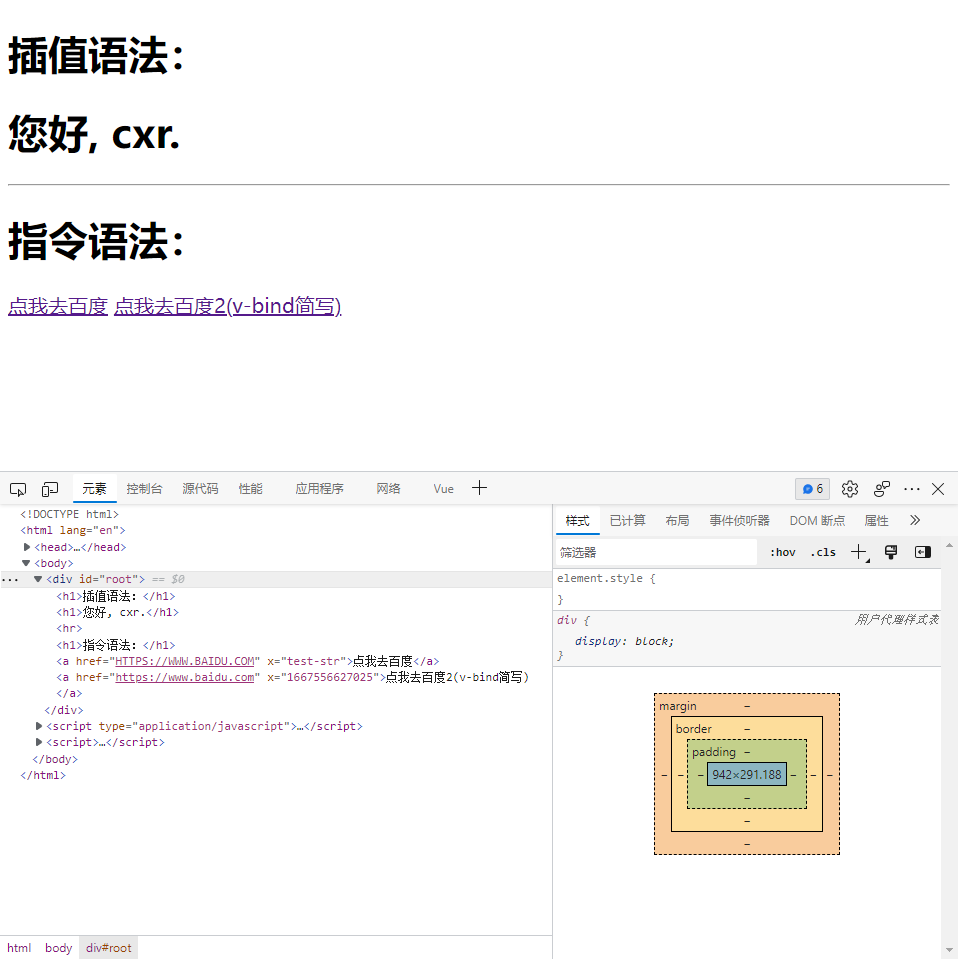 插值语法：
您好, cxr.
指令语法：
点我去百度 点我去百度2(v-bind简写)
元素 控制台 源代码 性能 应用程序 网络 Vue
6
<!DOCTYPE html>
<html lang="en">
<head>…</head>
<body>
··· <div id="root"> == $0
<h1>插值语法：</h1>
<h1>您好, cxr.</h1>
<hr>
<h1>指令语法：</h1>
<a href="HTTPS://WWW.BAIDU.COM" x="test-str">点我去百度</a>
<a href="https://www.baidu.com" x="1667556627025">点我去百度2(v-bind简写)
</a>
</div>
<script type="application/javascript">…</script>
<script>…</script>
</body>
</html>
html body div#root
样式 已计算 布局 事件侦听器 DOM 断点 属性
筛选器 :hov .cls
element.style {
}
div { 用户代理样式表
display: block;
}
margin –
border –
padding –
– – – 942×291.188 – – –
–
–
–